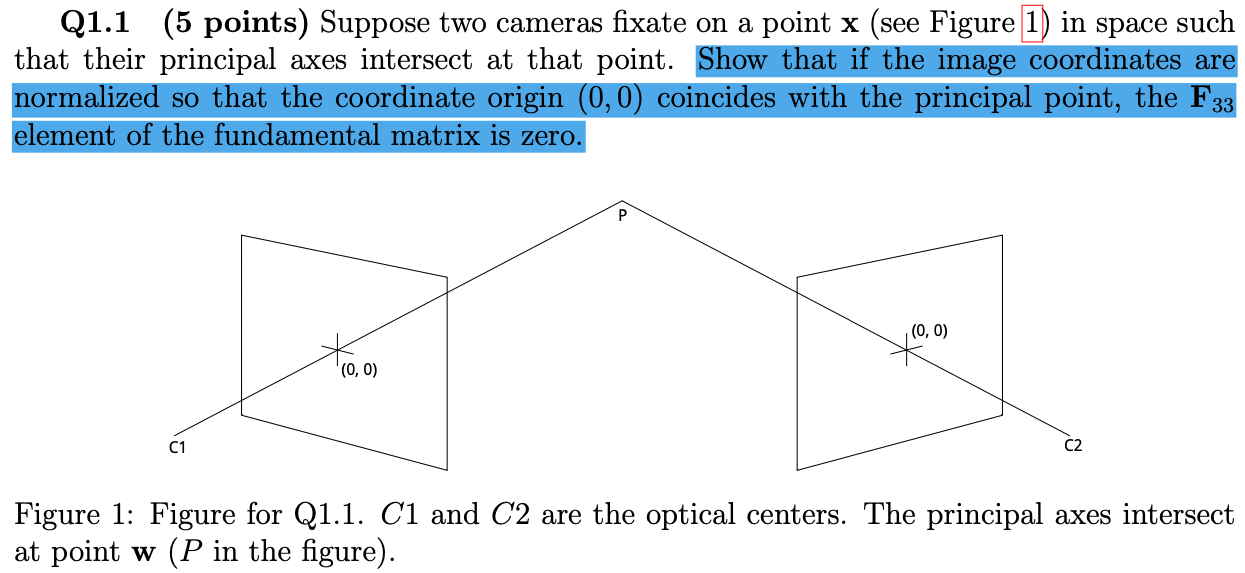 Q1.1 (5 points) Suppose two cameras fixate on a point x (see Figure 1) in space such
that their principal axes intersect at that point. Show that if the image coordinates are
normalized so that the coordinate origin (0, 0) coincides with the principal point, the F33
element of the fundamental matrix is zero.
P
(0, 0)
(0, 0)
C1
C2
Figure 1: Figure for Q1.1. C1 and C2 are the optical centers. The principal axes intersect
at point w (P in the figure).